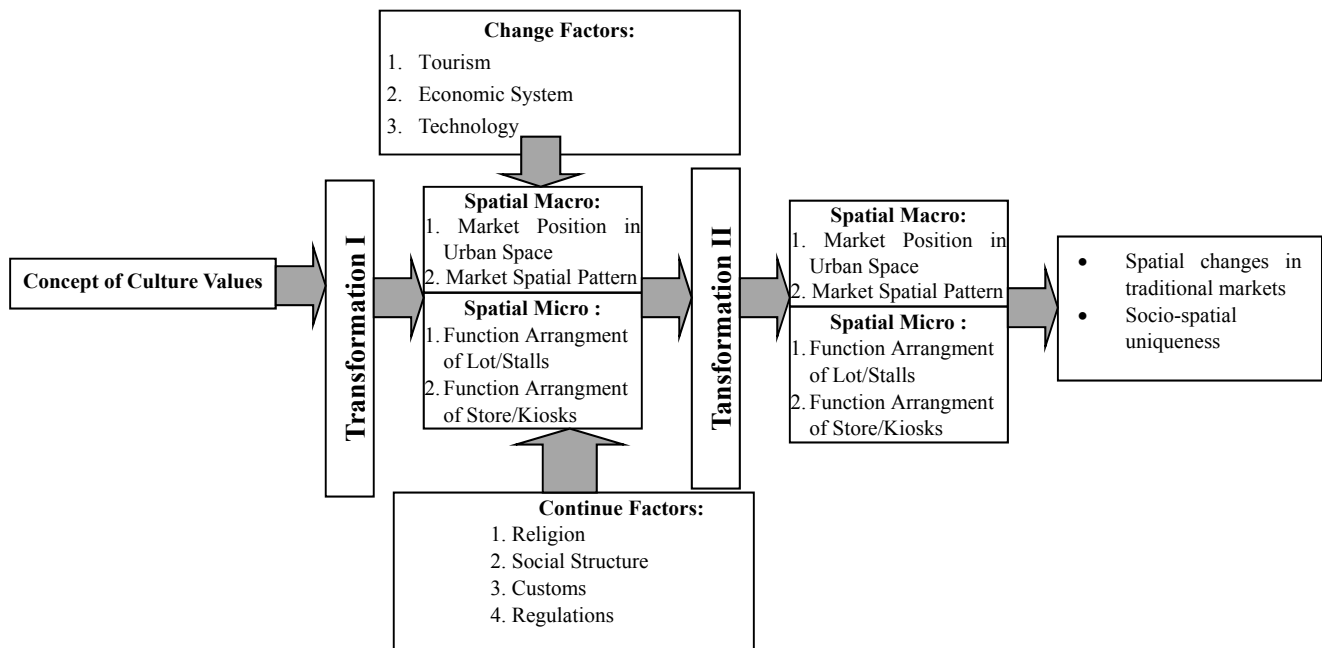 Change Factors:
1. Tourism
2. Economic System
3. Technology
Concept of Culture Values
Transformation I
Spatial Macro:
1. Market Position in
Urban Space
2. Market Spatial Pattern
Spatial Micro :
1. Function Arrangment
of Lot/Stalls
2. Function Arrangment
of Store/Kiosks
Continue Factors:
1. Religion
2. Social Structure
3. Customs
4. Regulations
Tansformation II
Spatial Macro:
1. Market Position in
Urban Space
2. Market Spatial Pattern
Spatial Micro :
1. Function Arrangment
of Lot/Stalls
2. Function Arrangment
of Store/Kiosks
• Spatial changes in
traditional markets
• Socio-spatial
uniqueness